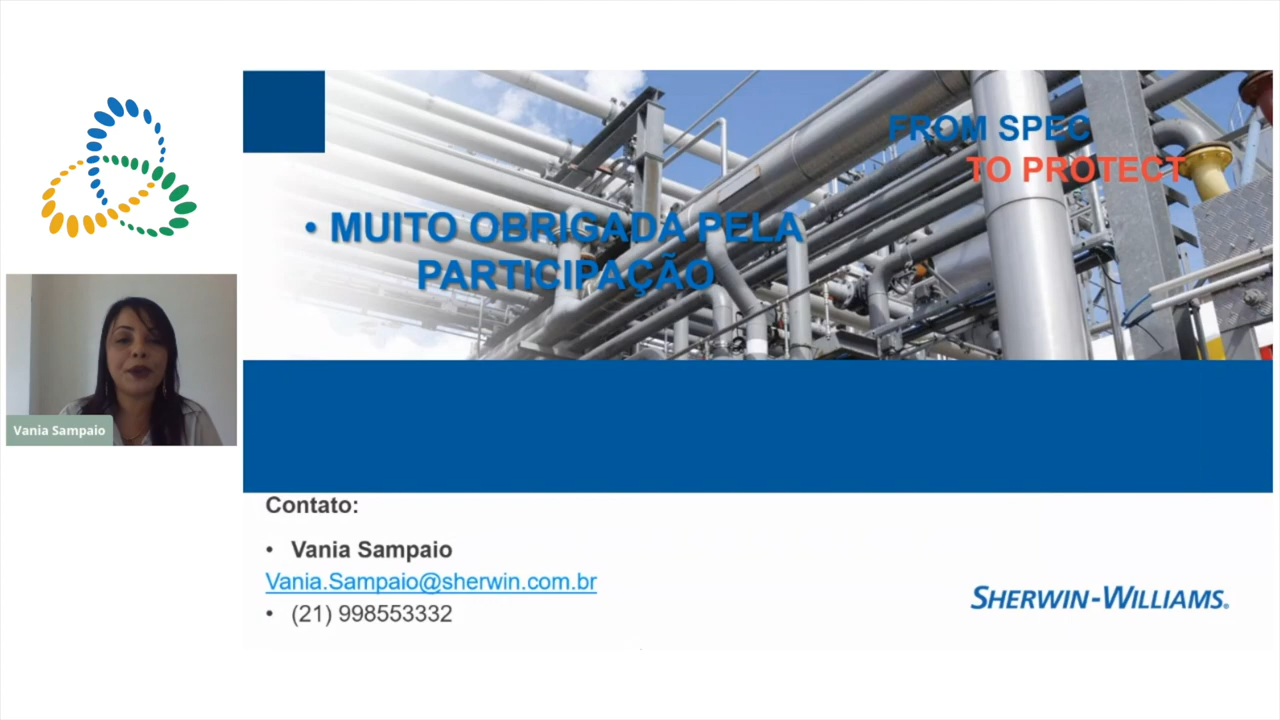 FROM SPEC
TO PROTECT
• MUITO OBRIGADA PELA
PARTICIPAÇÃO
Vania Sampaio
Contato:
• Vania Sampaio
Vania.Sampaio@sherwin.com.br
• (21) 998553332
SHERWIN-WILLIAMS®